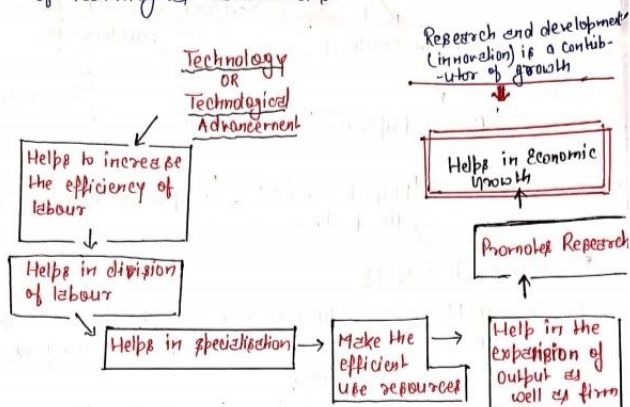 Technology
OR
Technological
Advancement
Research and development
(innovation) is a contrib-
-utor of growth
Helps to increase
the efficiency of
labour
Helps in division
of labour
Helps in specialisation
Make the
efficient
use resources
Help in the
expansion of
output as
well as firm
Promotes Research
Helps in Economic
Growth